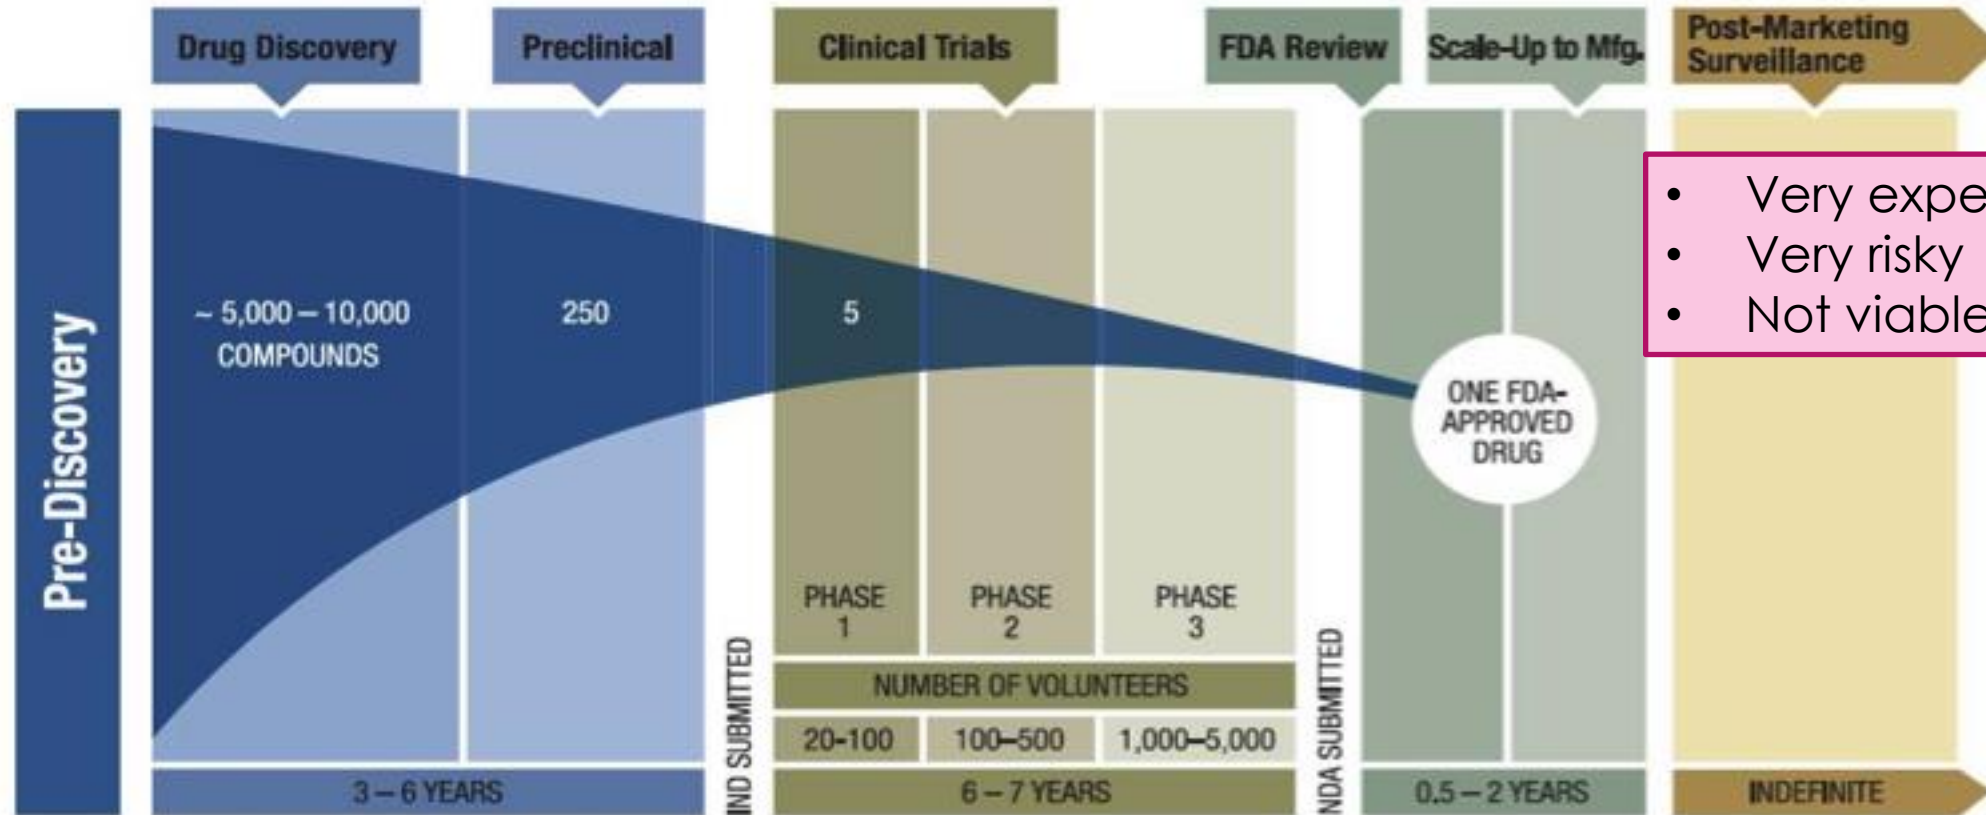 Drug Discovery
Preclinical
Clinical Trials
FDA Review
Scale-Up to Mfg.
Post-Marketing
Surveillance
Pre-Discovery
~ 5,000 – 10,000
COMPOUNDS
250
5
ONE FDA-
APPROVED
DRUG
• Very
• Very risky
• Not viable
PHASE
1
PHASE
2
PHASE
3
IND SUBMITTED
NUMBER OF VOLUNTEERS
20-100
100–500
1,000–5,000
NDA SUBMITTED
3 – 6 YEARS
6 – 7 YEARS
0.5 – 2 YEARS
INDEFINITE